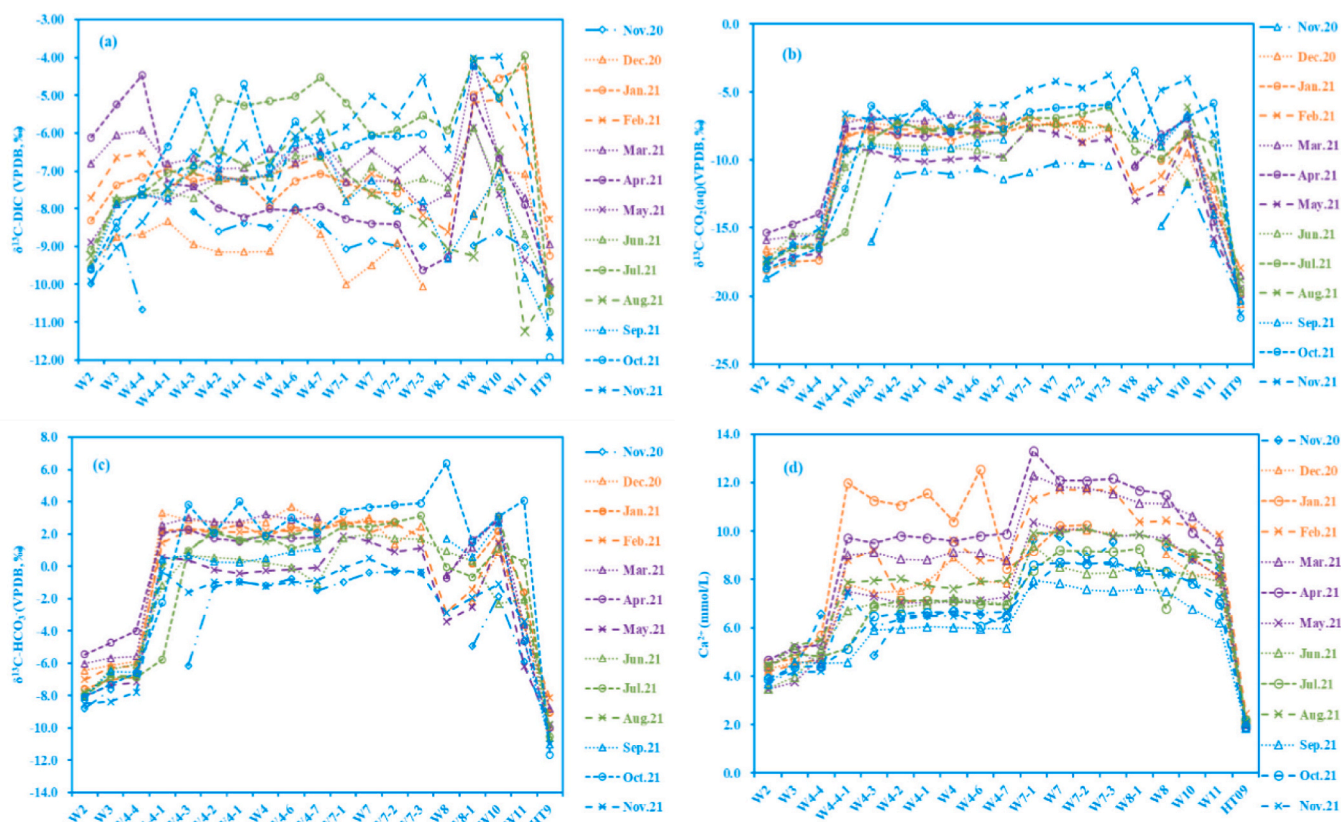 (a)
δ¹³C-DIC (VPDB, ‰)
-3.00
-4.00
-5.00
-6.00
-7.00
-8.00
-9.00
-10.00
-11.00
-12.00
W2 W3 W4-4 W4-4-1 W4-3 W4-2 W4-1 W4 W4-6 W4-7 W7-1 W7 W7-2 W7-3 W8-1 W8 W10 W11 HT9
Nov.20
Dec.20
Jan.21
Feb.21
Mar.21
Apr.21
May.21
Jun.21
Jul.21
Aug.21
Sep.21
Oct.21
Nov.21
(b)
δ¹³C-CO₂(aq)(VPDB, ‰)
0.0
-5.0
-10.0
-15.0
-20.0
-25.0
W2 W3 W4-4 W4-4-1 W04-3 W4-2 W4-1 W4 W4-6 W4-7 W7-1 W7 W7-2 W7-3 W8 W8-1 W10 W11 HT9
Nov.20
Dec.20
Jan.21
Feb.21
Mar.21
Apr.21
May.21
Jun.21
Jul.21
Aug.21
Sep.21
Oct.21
Nov.21
(c)
δ¹³C-HCO₃⁻ (VPDB, ‰)
8.0
6.0
4.0
2.0
0.0
-2.0
-4.0
-6.0
-8.0
-10.0
-12.0
-14.0
W2 W3 W4-4 W4-4-1 W4-3 W4-2 W4-1 W4 W4-6 W4-7 W7-1 W7 W7-2 W7-3 W8 W8-1 W10 W11 HT9
Nov.20
Dec.20
Jan.21
Feb.21
Mar.21
Apr.21
May.21
Jun.21
Jul.21
Aug.21
Sep.21
Oct.21
Nov.21
(d)
Ca²⁺ (mmol/L)
14.0
12.0
10.0
8.0
6.0
4.0
2.0
0.0
W2 W3 W4-4 W4-4-1 W4-3 W4-2 W4-1 W4 W4-6 W4-7 W7-1 W7 W7-2 W7-3 W8-1 W8 W10 W11 HT09
Nov.20
Dec.20
Jan.21
Feb.21
Mar.21
Apr.21
May.21
Jun.21
Jul.21
Aug.21
Sep.21
Oct.21
Nov.21